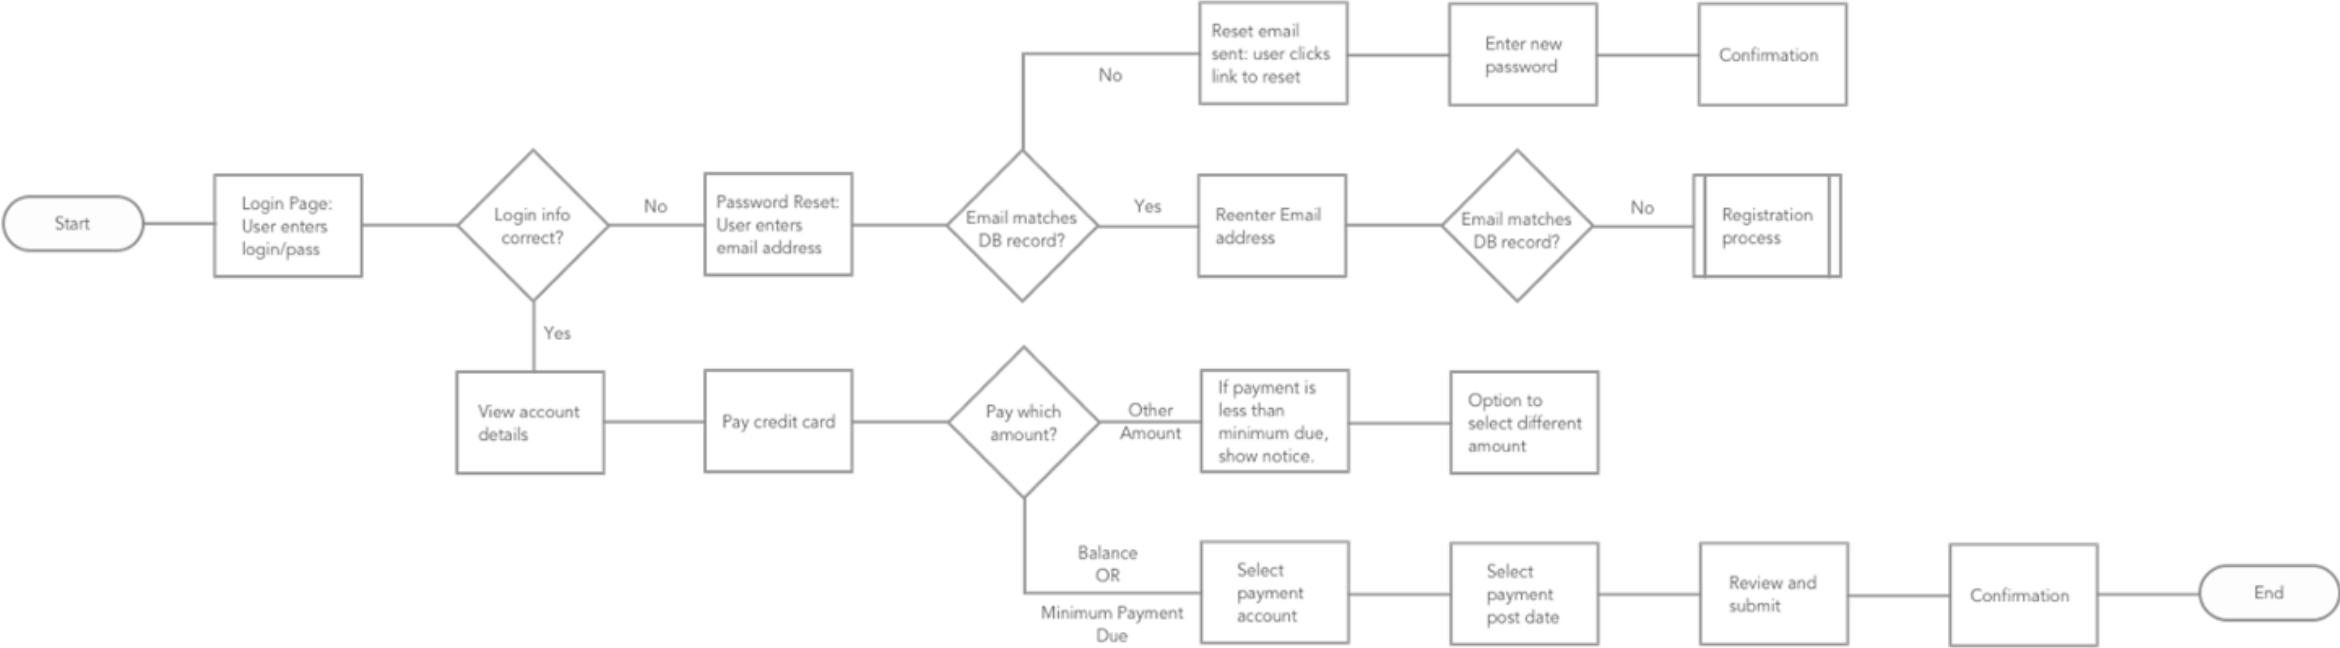 Reset email
sent: user clicks
link to reset
Enter new
password
Confirmation
No
Start
Login Page:
User enters
login/pass
Login info
correct?
No
Password Reset:
User enters
email address
Email matches
DB record?
Yes
Reenter Email
address
Email matches
DB record?
No
Registration
process
Yes
View account
details
Pay credit card
Pay which
amount?
Other
Amount
If payment is
less than
minimum due,
show notice.
Option to
select different
amount
Balance
OR
Minimum Payment
Due
Select
payment
account
Select
payment
post date
Review and
submit
Confirmation
End